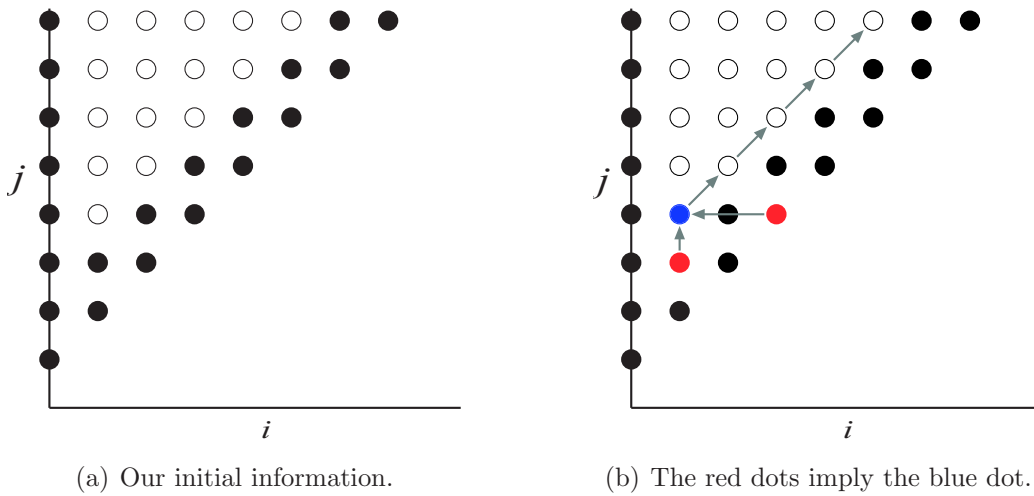 j
i
(a) Our initial information.
j
i
(b) The red dots imply the blue dot.